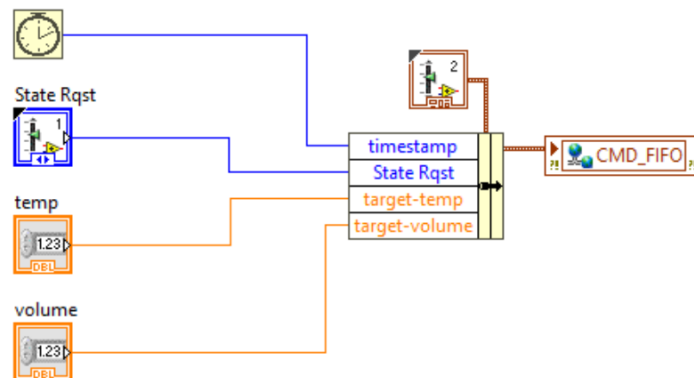 State Rqst
1
2
timestamp
State Rqst
target-temp
target-volume
CMD_FIFO
?!
?!
temp
1.23
DBL
volume
1.23
DBL